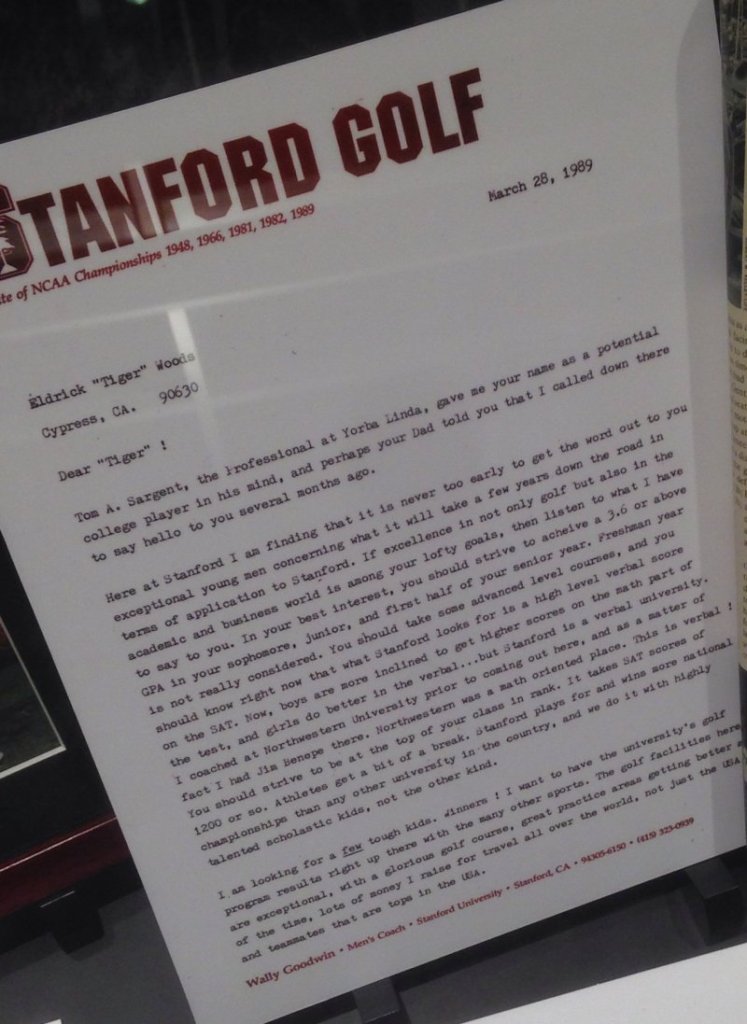 STANFORD GOLF
te of NCAA Championships 1948, 1966, 1981, 1982, 1989
March 28, 1989
Eldrick "Tiger" Woods
Cypress, CA. 90630
Dear "Tiger" !
Tom A. Sargent, the Professional at Yorba Linda, gave me your name as a potential
college player in his mind, and perhaps your Dad told you that I called down there
to say hello to you several months ago.
Here at Stanford I am finding that it is never too early to get the word out to you
exceptional young men concerning what it will take a few years down the road in
terms of application to Stanford. If excellence in not only golf but also in the
academic and business world is among your lofty goals, then listen to what I have
to say to you. In your best interest, you should strive to acheive a 3.6 or above
GPA in your sophomore, junior, and first half of your senior year. Freshman year
is not really considered. You should take some advanced level courses, and you
should know right now that what Stanford looks for is a high level verbal score
on the SAT. Now, boys are more inclined to get higher scores on the math part of
the test, and girls do better in the verbal...but Stanford is a verbal university.
I coached at Northwestern University prior to coming out here, and as a matter of
fact I had Jim Benepe there. Northwestern was a math oriented place. This is verbal !
You should strive to be at the top of your class in rank. It takes SAT scores of
1200 or so. Athletes get a bit of a break. Stanford plays for and wins more national
championships than any other university in the country, and we do it with highly
talented scholastic kids, not the other kind.
I am looking for a few tough kids. Winners ! I want to have the university's golf
program results right up there with the many other sports. The golf facilities here
are exceptional, with a glorious golf course, great practice areas getting better a
of the time, lots of money I raise for travel all over the world, not just the USA
and teammates that are tops in the USA.
Wally Goodwin • Men's Coach • Stanford University • Stanford, CA • 94305-6150 • (415) 323-0939